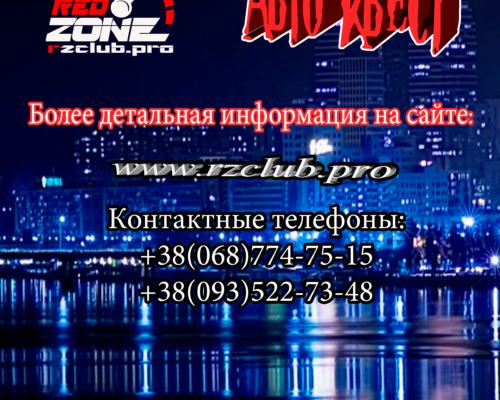 RED
ZONE
rzclub.pro
Авто Квест
Более детальная информация на сайте:
www.rzclub.pro
Контактные телефоны:
+38(068)774-75-15
+38(093)522-73-48